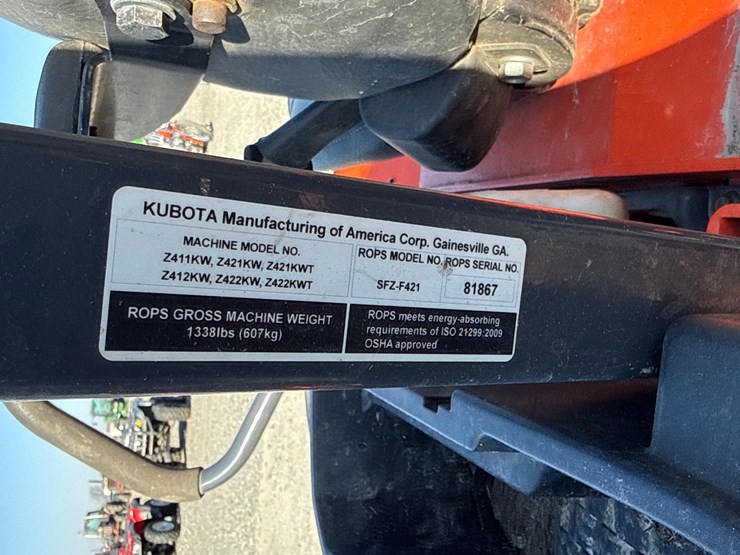 KUBOTA Manufacturing of America Corp. Gainesville GA.
MACHINE MODEL NO.
Z411KW, Z421KW, Z421KWT
Z412KW, Z422KW, Z422KWT
ROPS MODEL NO.
SFZ-F421
ROPS SERIAL NO.
81867
ROPS GROSS MACHINE WEIGHT
1338lbs (607kg)
ROPS meets energy-absorbing
requirements of ISO 21299:2009
OSHA approved